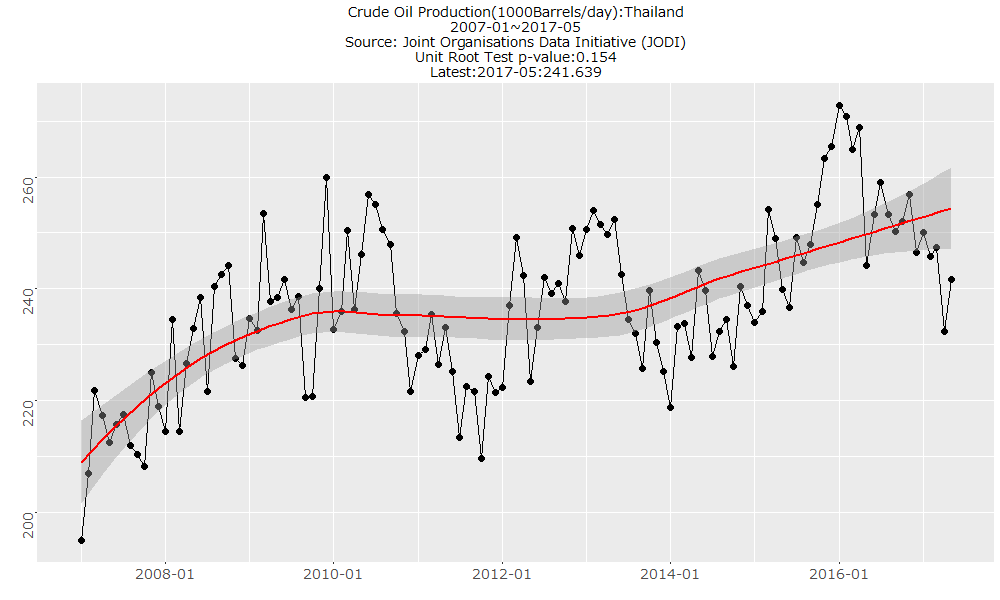 Crude Oil Production(1000Barrels/day):Thailand
2007-01~2017-05
Source: Joint Organisations Data Initiative (JODI)
Unit Root Test p-value:0.154
Latest:2017-05:241.639
260
240
220
200
2008-01
2010-01
2012-01
2014-01
2016-01